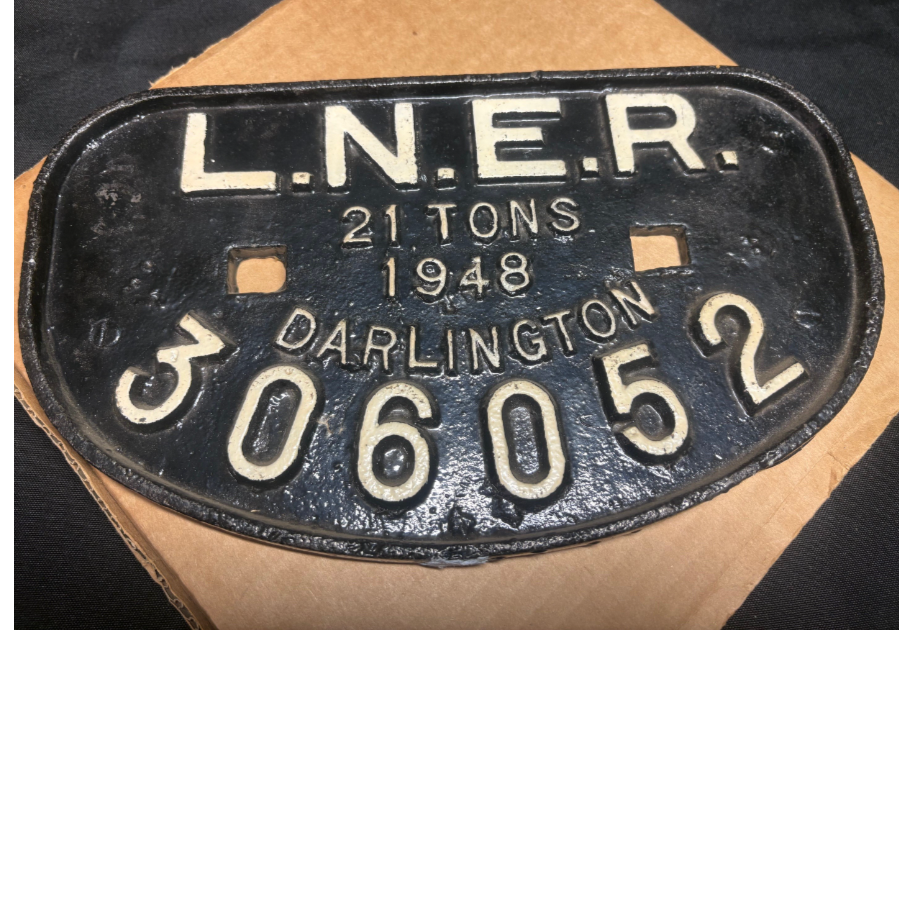 L.N.E.R.
21 TONS
1948
DARLINGTON
306052